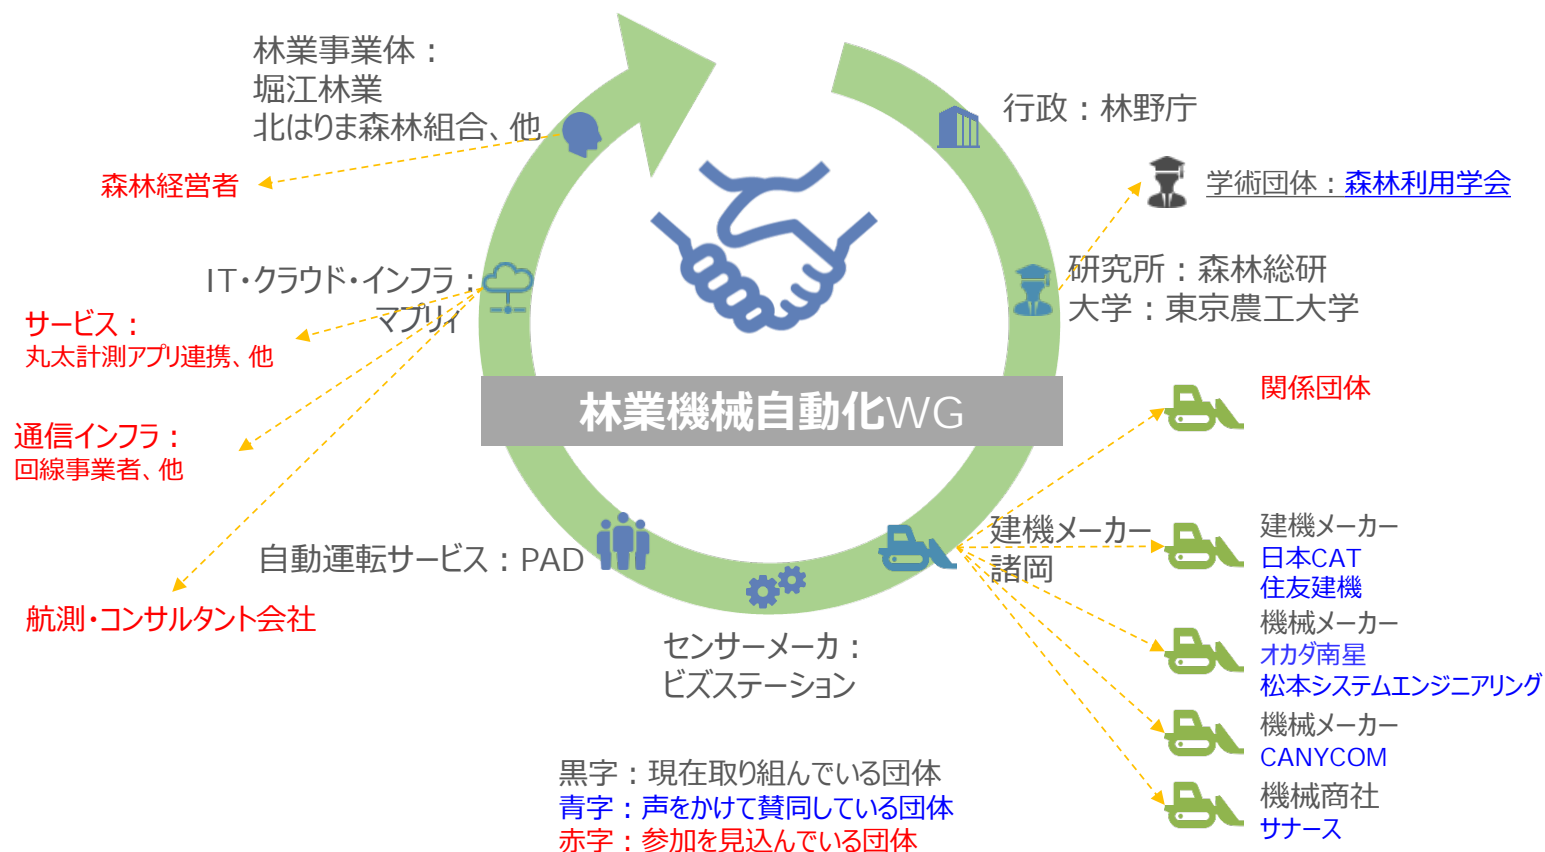 林業事業体：
堀江林業
北はりま森林組合、他
森林経営者
行政：林野庁
学術団体：森林利用学会
研究所：森林総研
大学：東京農工大学
IT・クラウド・インフラ：
マプリィ
サービス：
丸太計測アプリ連携、他
通信インフラ：
回線事業者、他
航測・コンサルタント会社
林業機械自動化WG
関係団体
建機メーカー
諸岡
建機メーカー
日本CAT
住友建機
機械メーカー
オカダ南星
松本システムエンジニアリング
機械メーカー
CANYCOM
機械商社
サナース
自動運転サービス：PAD
センサーメーカ：
ビズステーション
黒字：現在取り組んでいる団体
青字：声をかけて賛同している団体
赤字：参加を見込んでいる団体